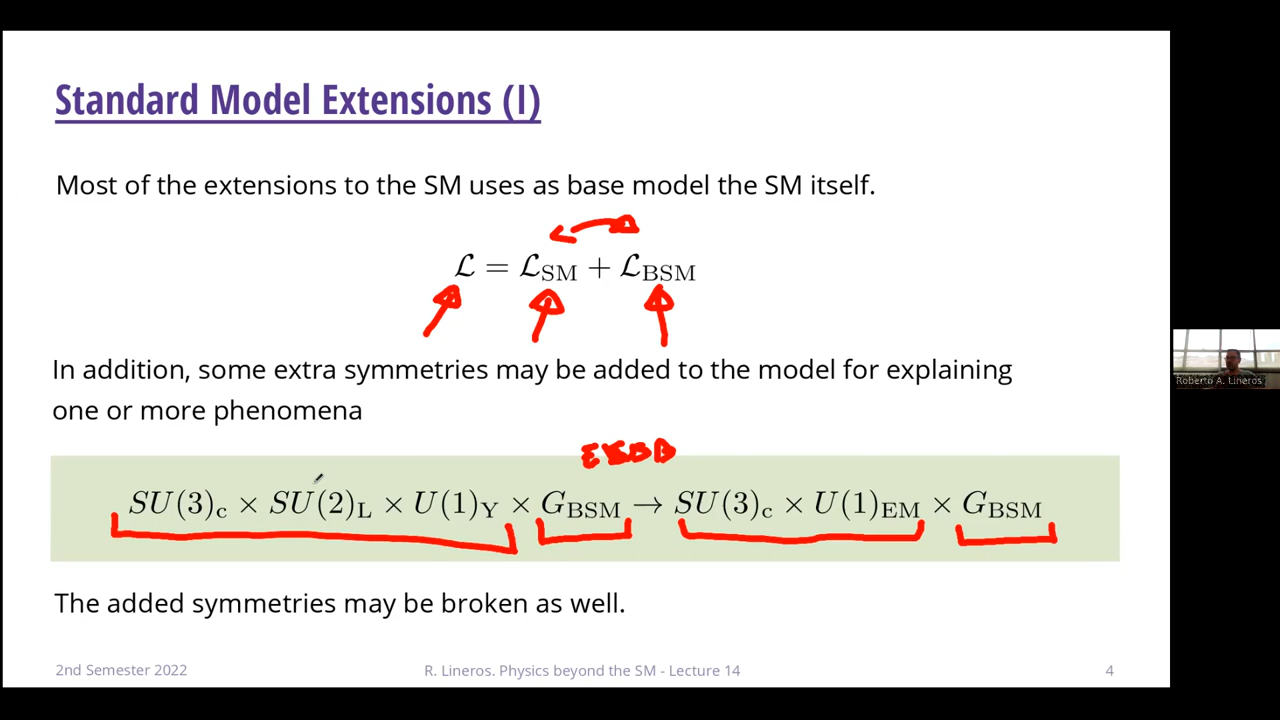 Standard Model Extensions (I)
Most of the extensions to the SM uses as base model the SM itself.
ℒ = ℒ_SM + ℒ_BSM
In addition, some extra symmetries may be added to the model for explaining
one or more phenomena
SU(3)_c × SU(2)_L × U(1)_Y × G_BSM → SU(3)_c × U(1)_EM × G_BSM
The added symmetries may be broken as well.
2nd Semester 2022 R. Lineros. Physics beyond the SM - Lecture 14 4
Roberto A. Lineros